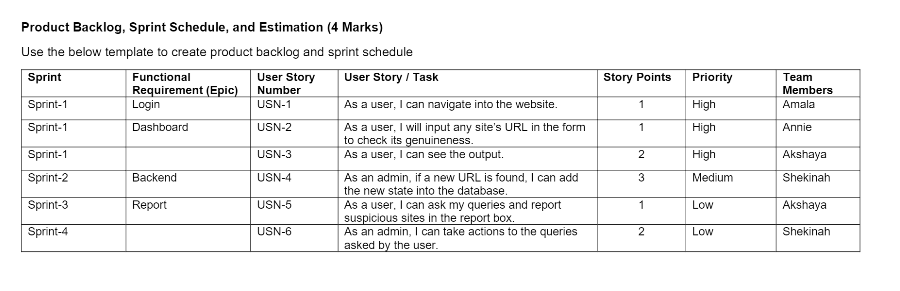 Product Backlog, Sprint Schedule, and Estimation (4 Marks)
Use the below template to create product backlog and sprint schedule
Sprint Functional Requirement (Epic) User Story Number User Story / Task Story Points Priority Team Members
Sprint-1 Login USN-1 As a user, I can navigate into the website. 1 High Amala
Sprint-1 Dashboard USN-2 As a user, I will input any site's URL in the form to check its genuineness. 1 High Annie
Sprint-1 USN-3 As a user, I can see the output. 2 High Akshaya
Sprint-2 Backend USN-4 As an admin, if a new URL is found, I can add the new state into the database. 3 Medium Shekinah
Sprint-3 Report USN-5 As a user, I can ask my queries and report suspicious sites in the report box. 1 Low Akshaya
Sprint-4 USN-6 As an admin, I can take actions to the queries asked by the user. 2 Low Shekinah